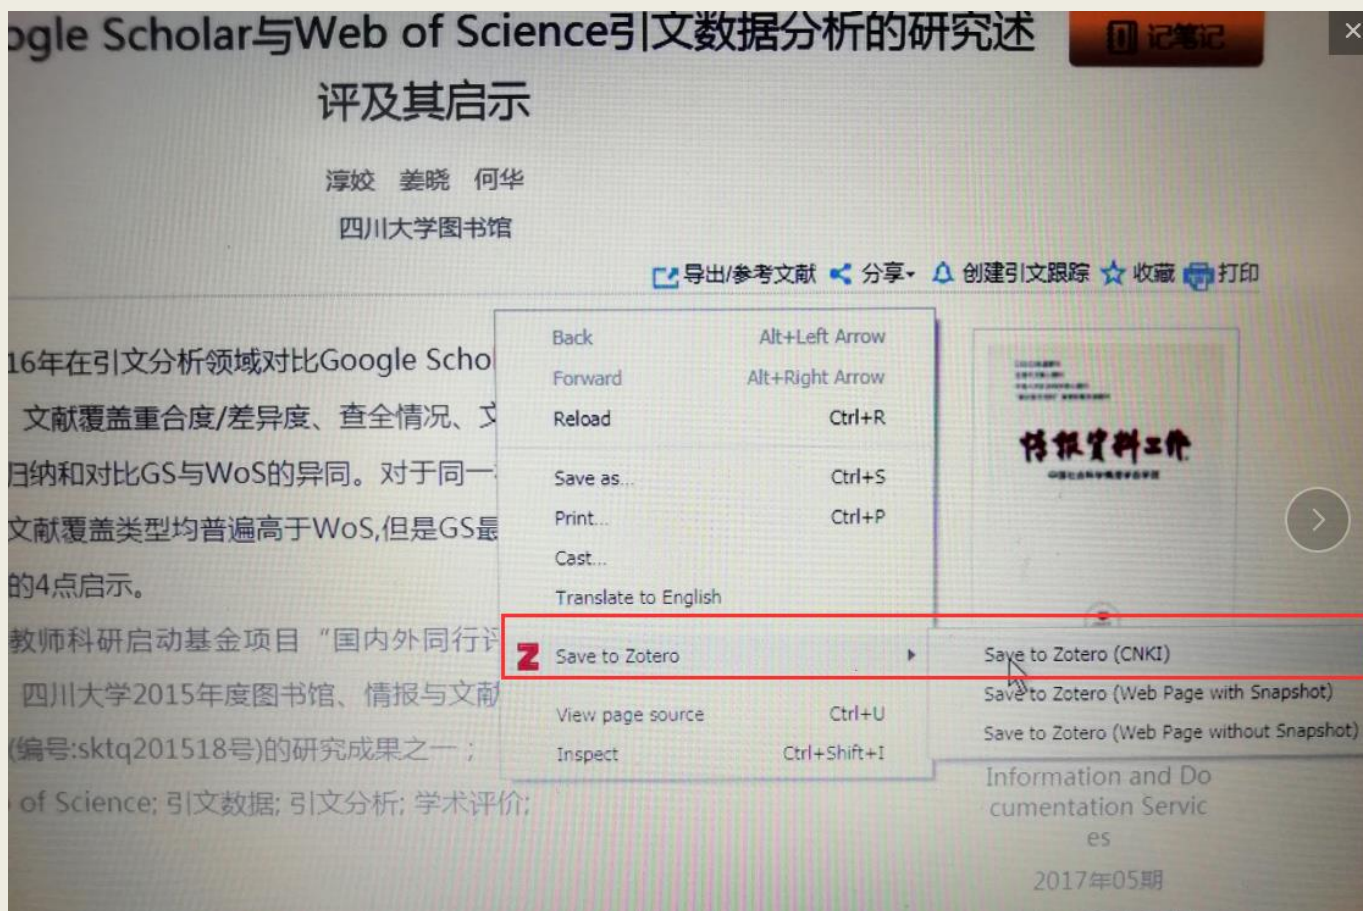 ogle Scholar与Web of Science引文数据分析的研究述
评及其启示
记笔记
淳姣 姜晓 何华
四川大学图书馆
导出/参考文献 分享 创建引文跟踪 收藏 打印
16年在引文分析领域对比Google Schol
文献覆盖重合度/差异度、查全情况、文
归纳和对比GS与WoS的异同。对于同一
文献覆盖类型均普遍高于WoS,但是GS最
的4点启示。
教师科研启动基金项目“国内外同行评
四川大学2015年度图书馆、情报与文献
(编号:sktq201518号)的研究成果之一;
of Science; 引文数据; 引文分析; 学术评价;
Back Alt+Left Arrow
Forward Alt+Right Arrow
Reload Ctrl+R
Save as... Ctrl+S
Print... Ctrl+P
Cast...
Translate to English
Z Save to Zotero
View page source Ctrl+U
Inspect Ctrl+Shift+I
Save to Zotero (CNKI)
Save to Zotero (Web Page with Snapshot)
Save to Zotero (Web Page without Snapshot)
情报资料工作
Information and Do
cumentation Servic
es
2017年05期